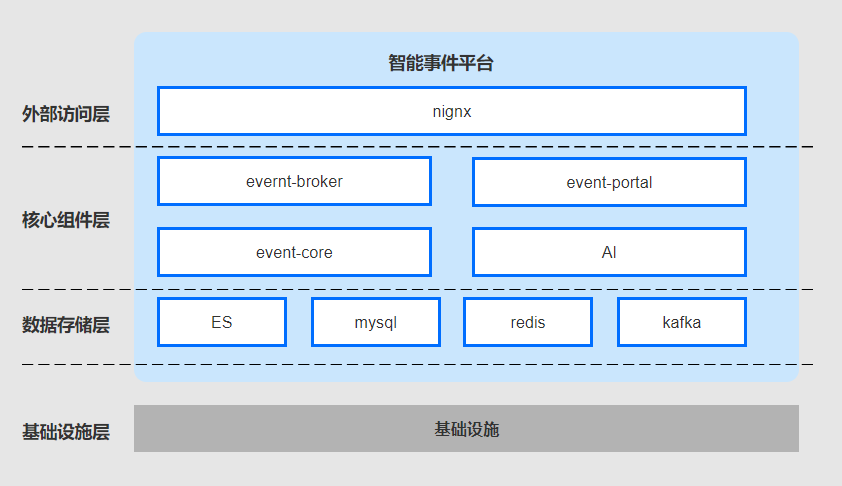 智能事件平台
外部访问层
nignx
evernt-broker
event-portal
核心组件层
event-core
AI
数据存储层
ES
mysql
redis
kafka
基础设施层
基础设施